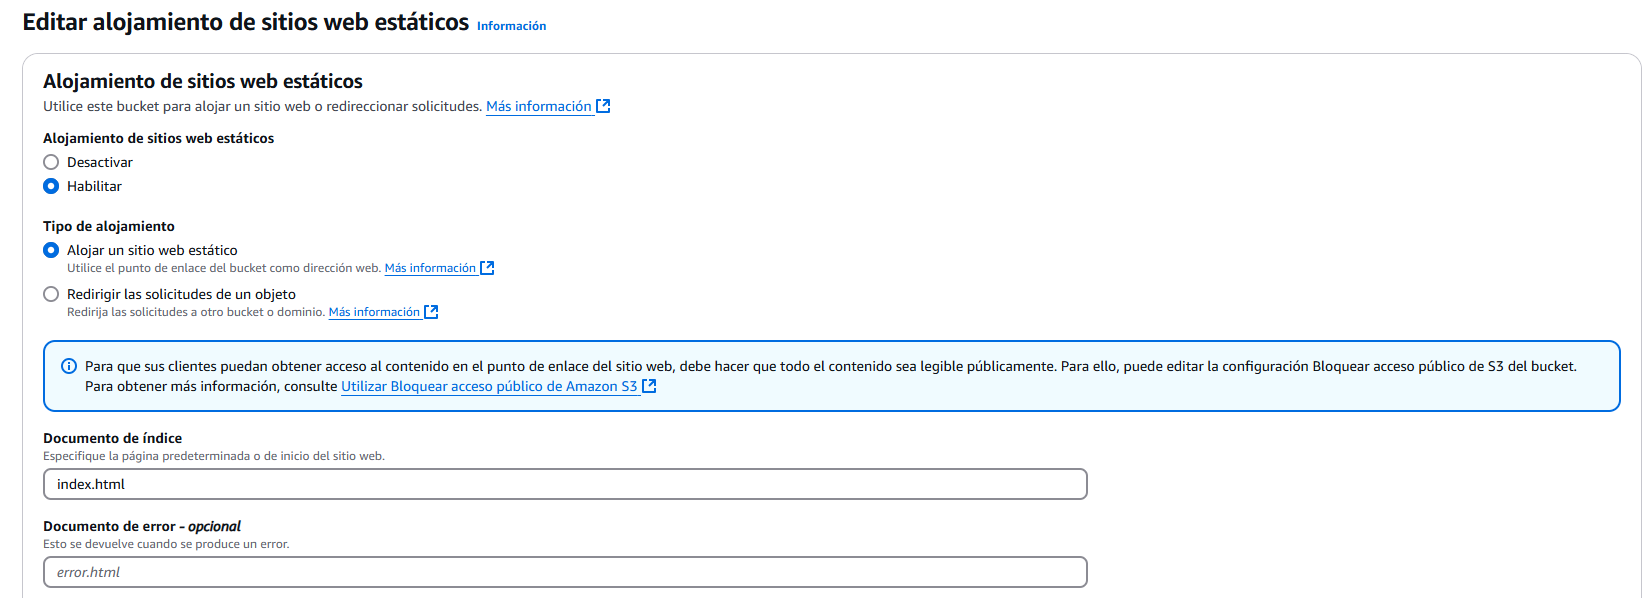 Editar alojamiento de sitios web estáticos Información
Alojamiento de sitios web estáticos
Utilice este bucket para alojar un sitio web o redireccionar solicitudes. Más información
Alojamiento de sitios web estáticos
Desactivar
Habilitar
Tipo de alojamiento
Alojar un sitio web estático
Utilice el punto de enlace del bucket como dirección web. Más información
Redirigir las solicitudes de un objeto
Redirija las solicitudes a otro bucket o dominio. Más información
Para que sus clientes puedan obtener acceso al contenido en el punto de enlace del sitio web, debe hacer que todo el contenido sea legible públicamente. Para ello, puede editar la configuración Bloquear acceso público de S3 del bucket.
Para obtener más información, consulte Utilizar Bloquear acceso público de Amazon S3
Documento de índice
Especifique la página predeterminada o de inicio del sitio web.
index.html
Documento de error - opcional
Esto se devuelve cuando se produce un error.
error.html